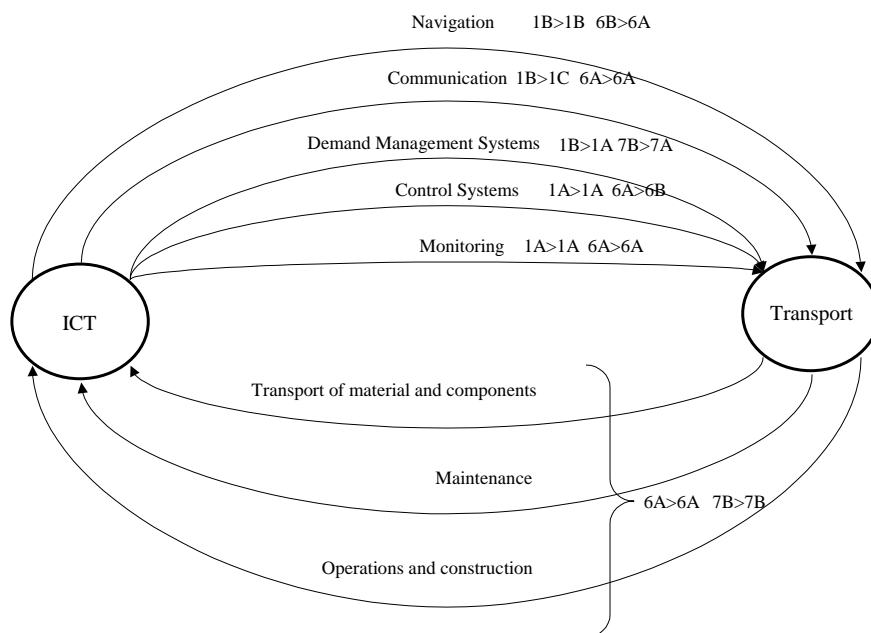 Navigation 1B>1B 6B>6A
Communication 1B>1C 6A>6A
Demand Management Systems 1B>1A 7B>7A
Control Systems 1A>1A 6A>6B
Monitoring 1A>1A 6A>6A
ICT
Transport
Transport of material and components
Maintenance
6A>6A 7B>7B
Operations and construction